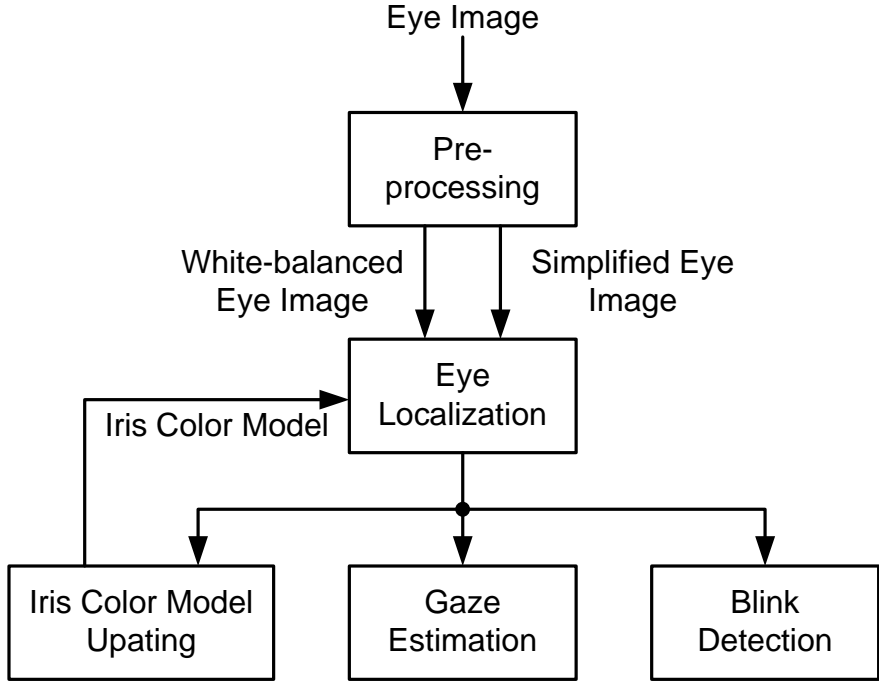 Eye Image
Pre-
processing
White-balanced
Eye Image
Simplified Eye
Image
Eye
Localization
Iris Color Model
Iris Color Model
Upating
Gaze
Estimation
Blink
Detection